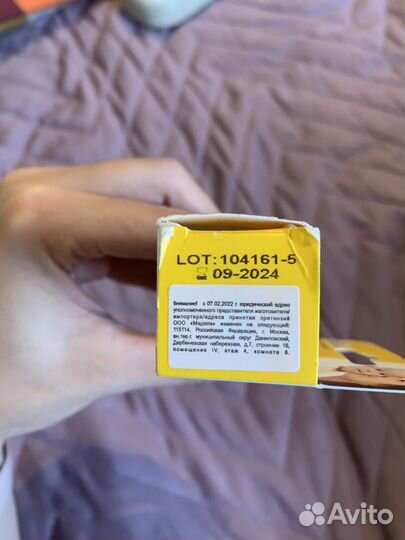 LOT: 104161-5
09-2024
Внимание! с 07.02.2022 г. юридический адрес
уполномоченного представителя изготовителя/
импортера/адреса принятия претензий
ООО «Медела» изменен на следующий:
115114, Российская Федерация, г. Москва,
вн.тер.г. муниципальный округ Даниловский,
Дербеневская набережная, д.7, строение 16,
помещение IV, этаж 4, комната 8.
Avito